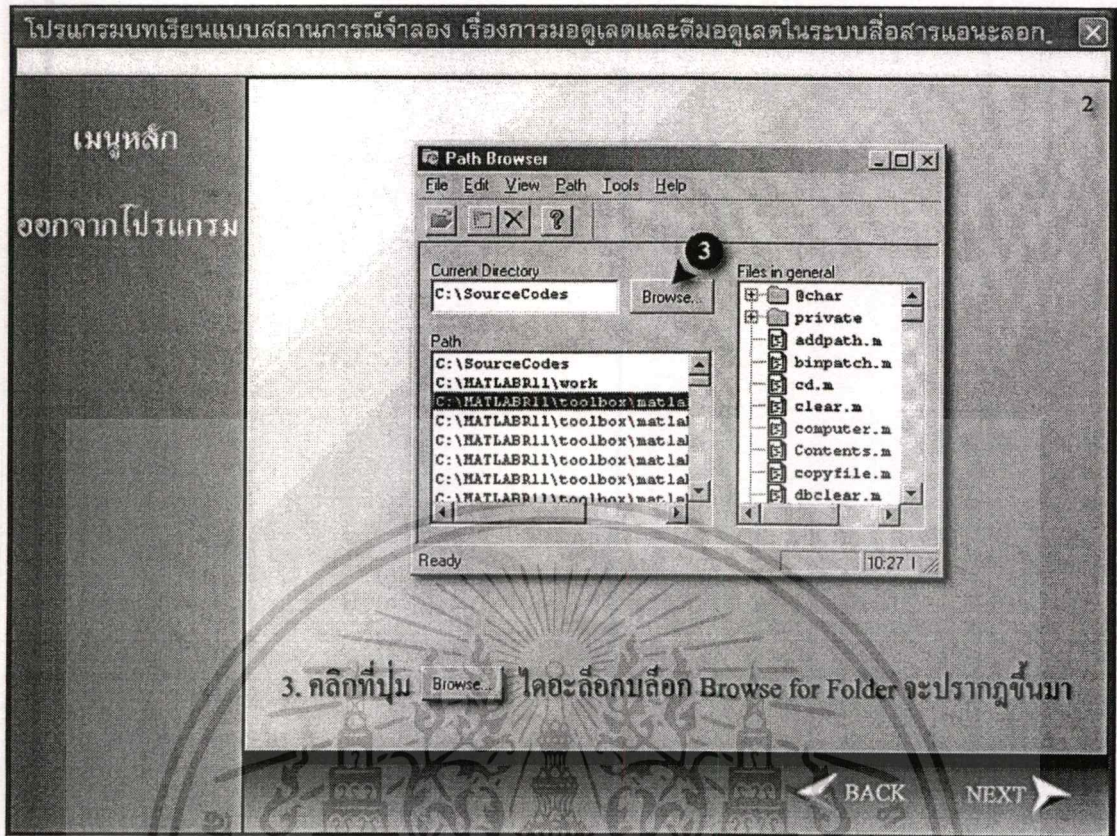 โปรแกรมบทเรียนแบบสถานการณ์จำลอง เรื่องการมอดูเลตและดีมอดูเลตในระบบสื่อสารแอนะลอก_
2
เมนูหลัก
ออกจากโปรแกรม
Path Browser
File Edit View Path Tools Help
3
Current Directory
C:\SourceCodes
Browse...
Path
C:\SourceCodes
C:\MATLABR11\work
C:\MATLABR11\toolbox\matla
C:\MATLABR11\toolbox\matlal
C:\MATLABR11\toolbox\matlal
C:\MATLABR11\toolbox\matlal
C:\MATLABR11\toolbox\matlal
C:\MATLABR11\toolbox\matlal
Files in general
@char
private
addpath.m
binpatch.m
cd.m
clear.m
computer.m
Contents.m
copyfile.m
dbclear.m
Ready
10:27
3. คลิกที่ปุ่ม Browse... ไดอะล็อกบล็อก Browse for Folder จะปรากฎขึ้นมา
BACK NEXT